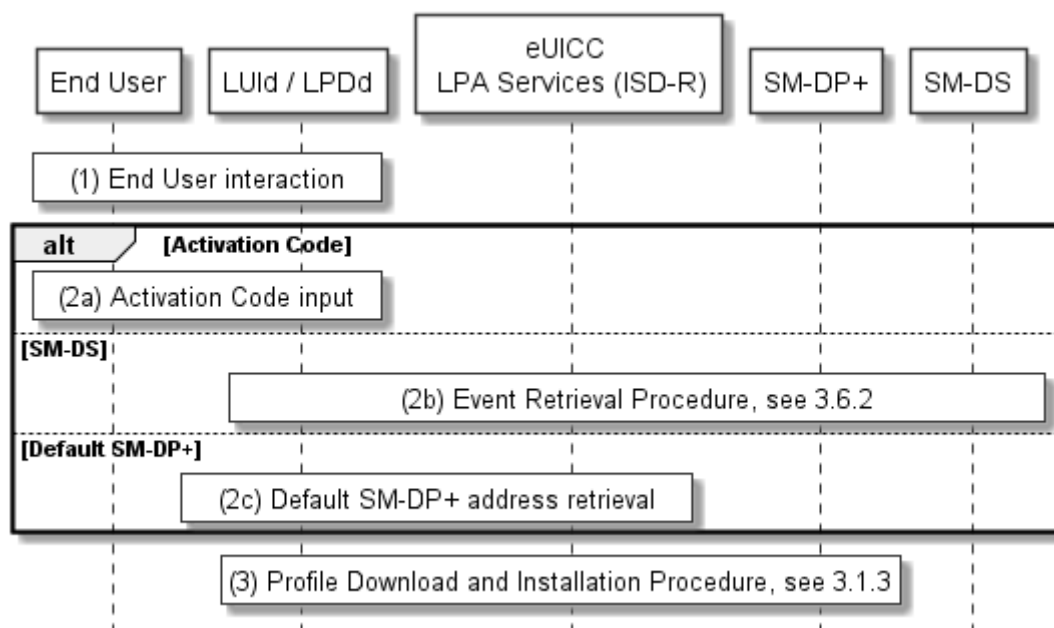 End User
LUId / LPDd
eUICC
LPA Services (ISD-R)
SM-DP+
SM-DS
(1) End User interaction
alt
[Activation Code]
(2a) Activation Code input
[SM-DS]
(2b) Event Retrieval Procedure, see 3.6.2
[Default SM-DP+]
(2c) Default SM-DP+ address retrieval
(3) Profile Download and Installation Procedure, see 3.1.3